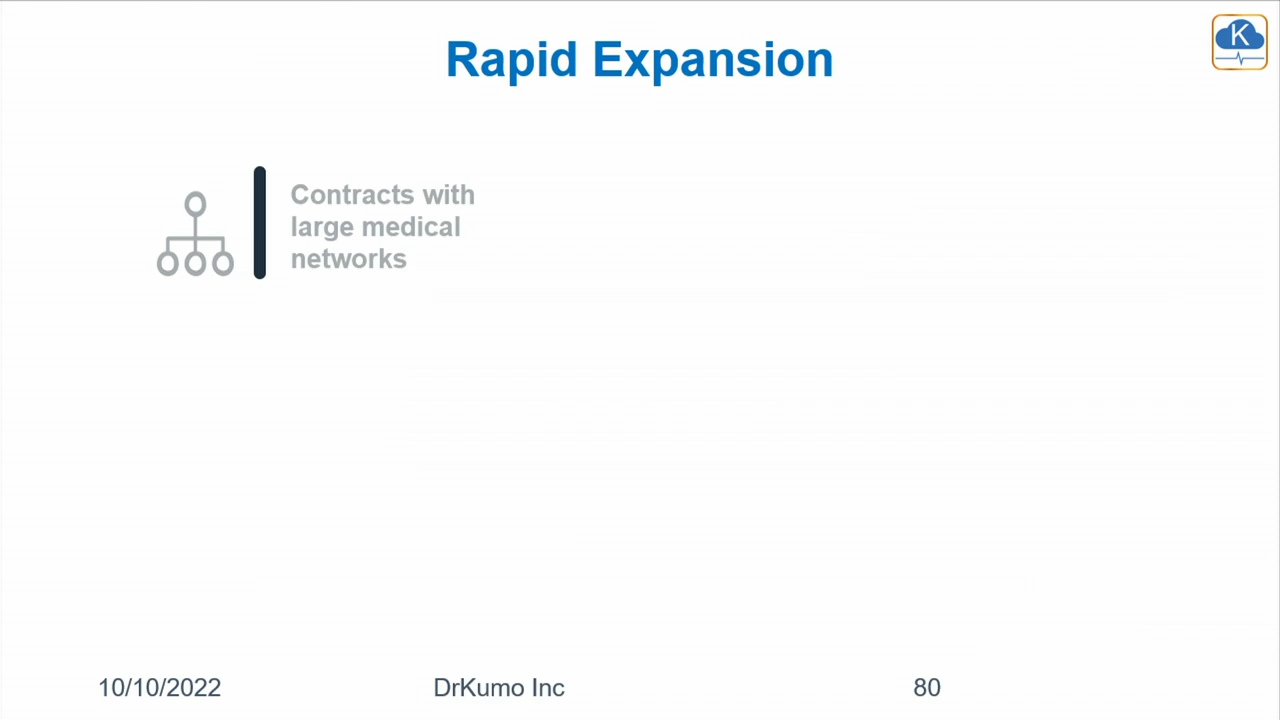 Rapid Expansion
K
Contracts with
large medical
networks
10/10/2022 DrKumo Inc 80